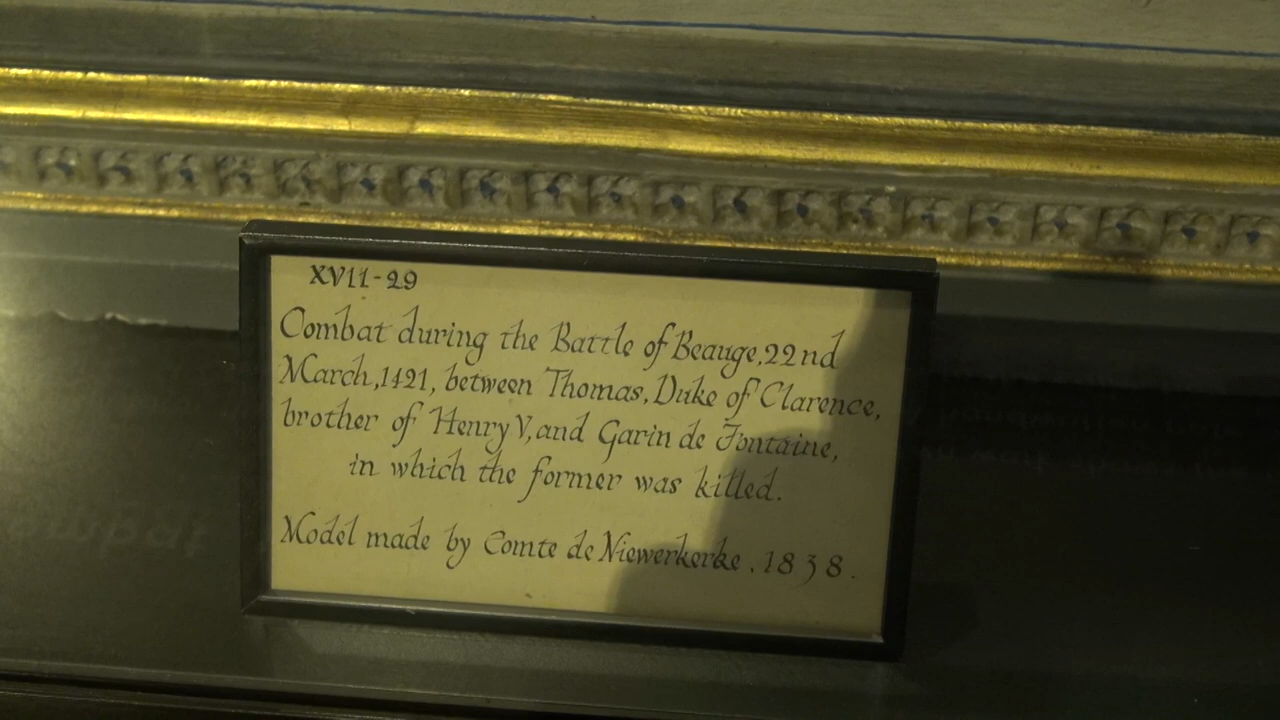 XVII-29
Combat during the Battle of Beauge, 22nd
March, 1421, between Thomas, Duke of Clarence,
brother of Henry V, and Garin de Fontaine,
in which the former was killed.
Model made by Comte de Niewerkerke . 1838.